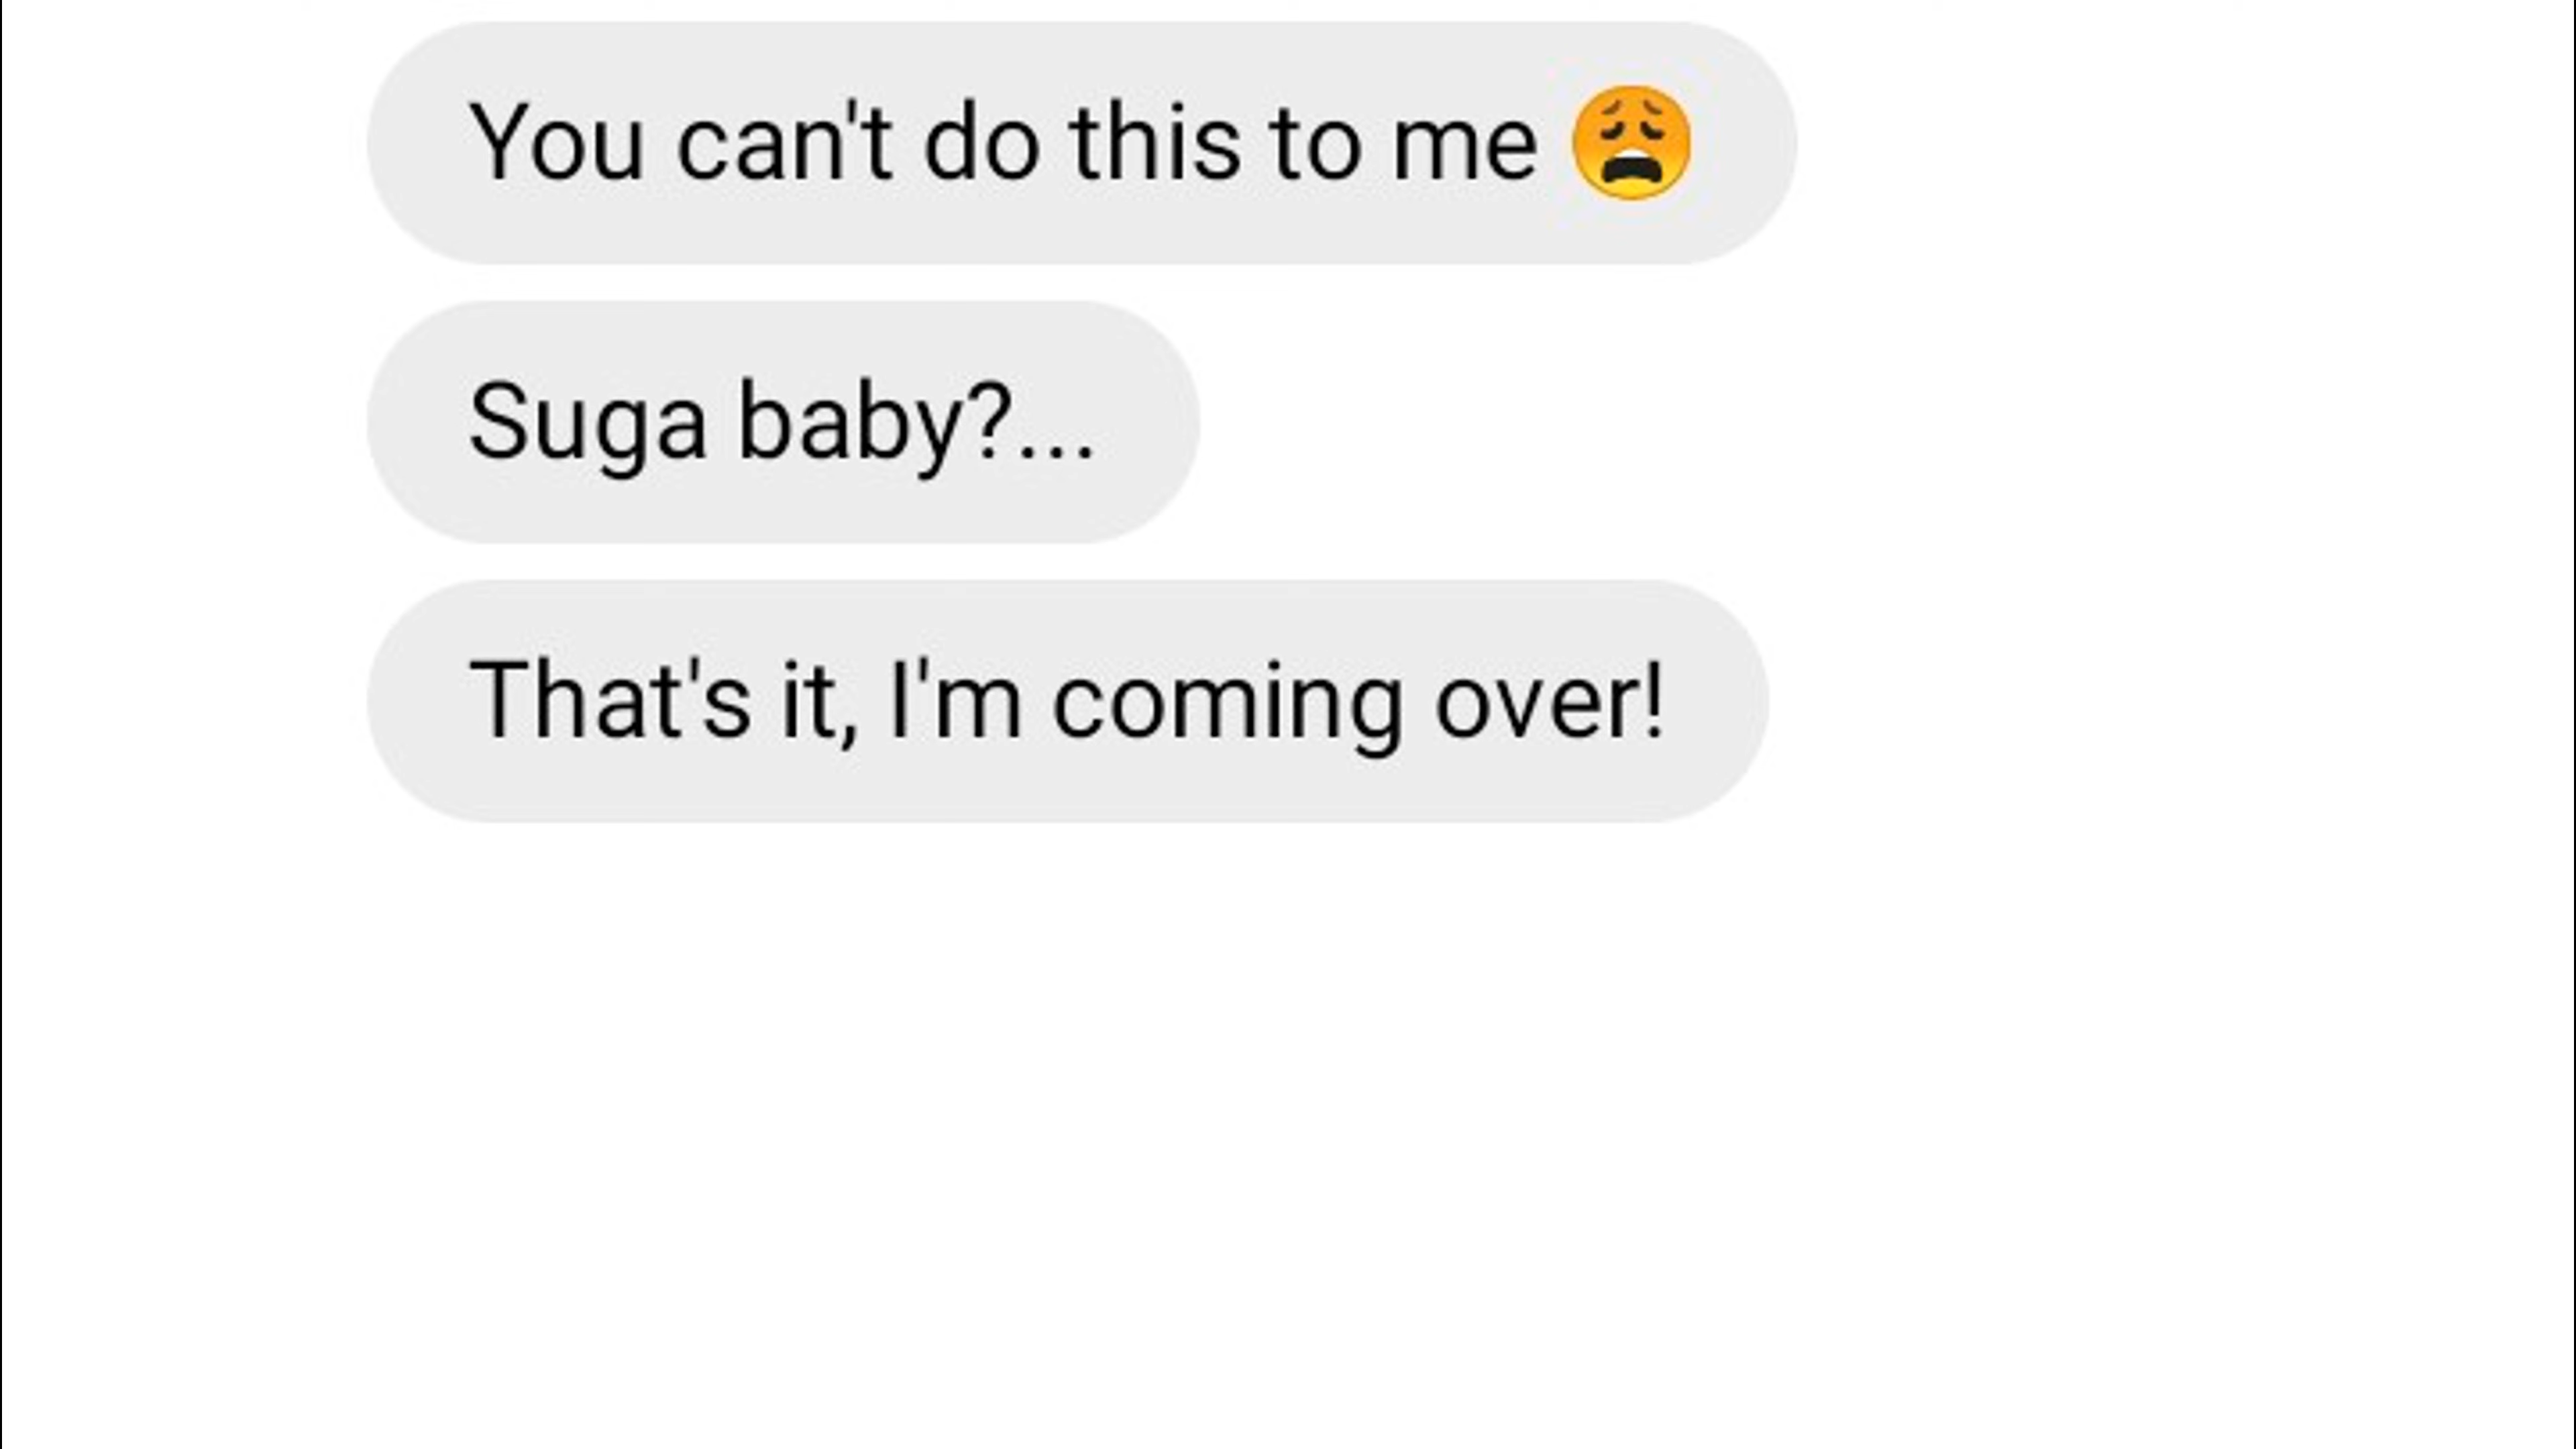 You can't do this to me 😩
Suga baby?...
That's it, I'm coming over!